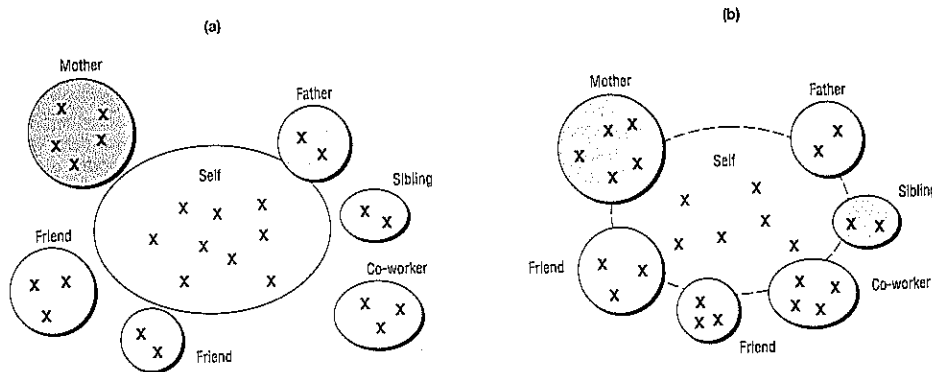 (a)
Mother
Father
Self
Sibling
Friend
Co-worker
Friend
X X X X X
X X
X X X X X X X X X
X X
X X X
X X X
X X
(b)
Mother
Father
Self
Sibling
Friend
Co-worker
Friend
X X X X X
X X
X X X X X X X
X X
X X X
X X X X
X X X